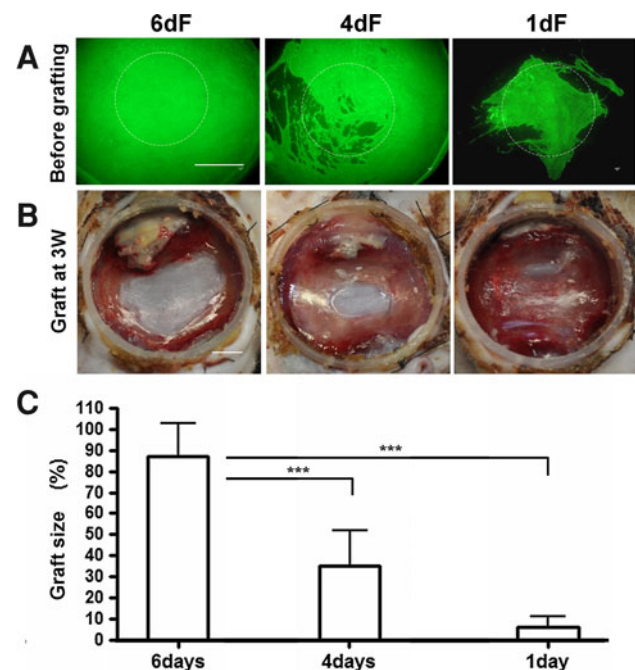 6dF 4dF 1dF
A Before grafting
B Graft at 3W
C
Graft size (%)
110
100
90
80
70
60
50
40
30
20
10
0
***
***
6days 4days 1day